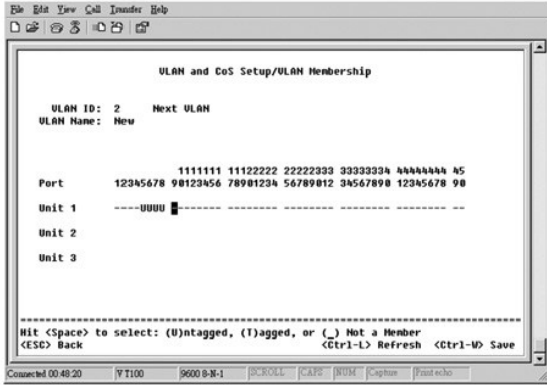 File Edit View Call Transfer Help
VLAN and CoS Setup/VLAN Membership
VLAN ID: 2 Next VLAN
VLAN Name: New
1111111 11122222 22222333 33333334 44444444 45
Port 12345678 90123456 78901234 56789012 34567890 12345678 90
Unit 1 ----UUUU -------- -------- -------- -------- -------- --
Unit 2
Unit 3
Hit <Space> to select: (U)ntagged, (T)agged, or (_) Not a Member
<ESC> Back <Ctrl-L> Refresh <Ctrl-W> Save
Connected 00:48:20 VT100 9600 8-N-1 SCROLL CAPS NUM Capture Print echo